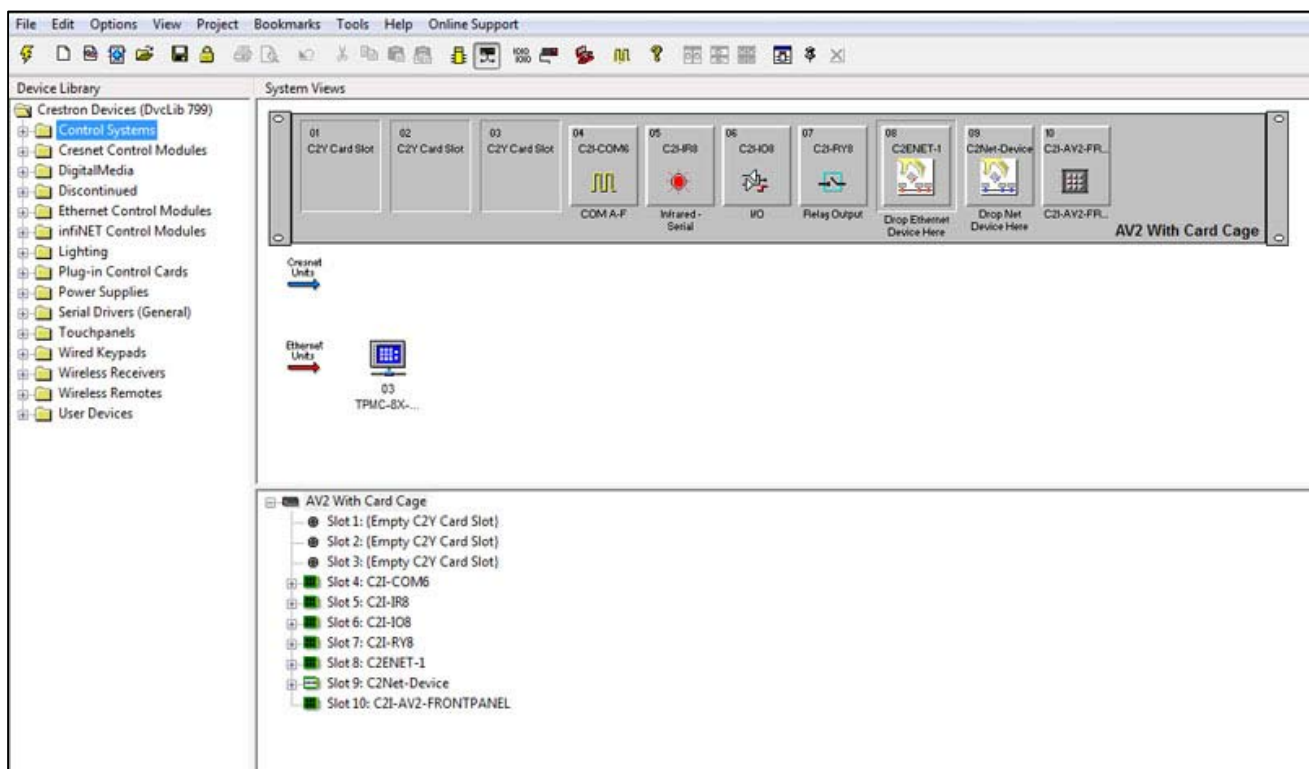 File Edit Options View Project Bookmarks Tools Help Online Support
Device Library
Crestron Devices (DvcLib 799)
Control Systems
Cresnet Control Modules
DigitalMedia
Discontinued
Ethernet Control Modules
infiNET Control Modules
Lighting
Plug-in Control Cards
Power Supplies
Serial Drivers (General)
Touchpanels
Wired Keypads
Wireless Receivers
Wireless Remotes
User Devices
System Views
01 02 03 04 05 06 07 08 09 10
C2Y Card Slot C2Y Card Slot C2Y Card Slot C2I-COM6 C2I-IR8 C2I-IO8 C2I-RY8 C2ENET-1 C2Net-Device C2I-AV2-FR...
COM A-F Infrared - I/O Relay Output Drop Ethernet Drop Net C2I-AV2-FR...
Serial Device Here Device Here
AV2 With Card Cage
Cresnet
Units
Ethernet
Units
03
TPMC-8X-...
AV2 With Card Cage
Slot 1: (Empty C2Y Card Slot)
Slot 2: (Empty C2Y Card Slot)
Slot 3: (Empty C2Y Card Slot)
Slot 4: C2I-COM6
Slot 5: C2I-IR8
Slot 6: C2I-IO8
Slot 7: C2I-RY8
Slot 8: C2ENET-1
Slot 9: C2Net-Device
Slot 10: C2I-AV2-FRONTPANEL